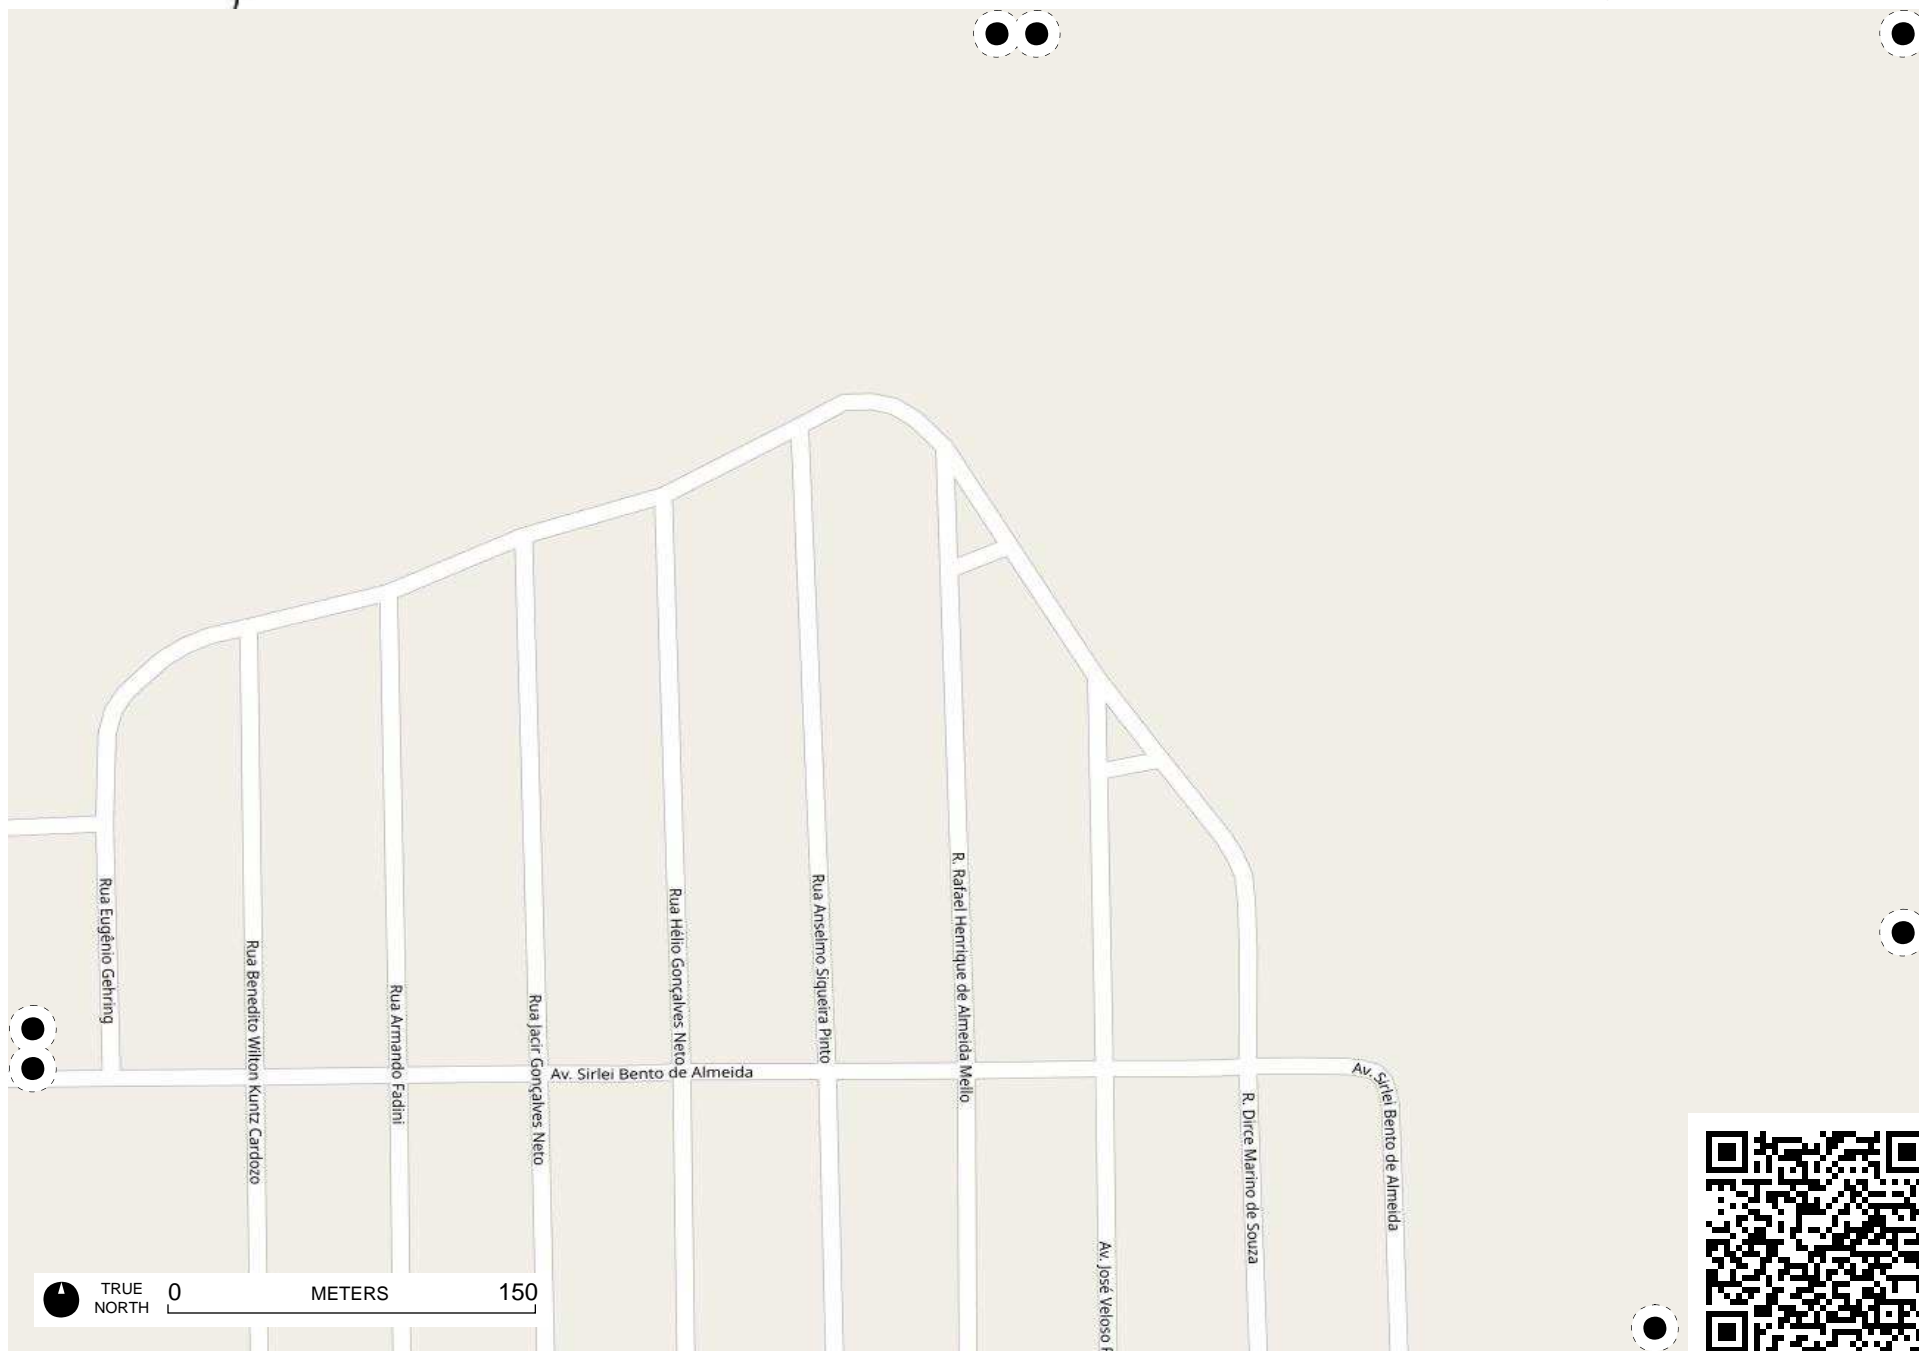 Rua Eugênio Gehring
Rua Benedito Wilton Kuntz Cardozo
Rua Armando Fadini
Rua Jacir Gonçalves Neto
Rua Hélio Gonçalves Neto
Rua Anselmo Siqueira Pinto
R. Rafael Henrique de Almeida Mello
Av. Sirlei Bento de Almeida
Av. Sirlei Bento de Almeida
R. Dirce Marino de Souza
Av. José Veloso
TRUE
NORTH
0 METERS 150